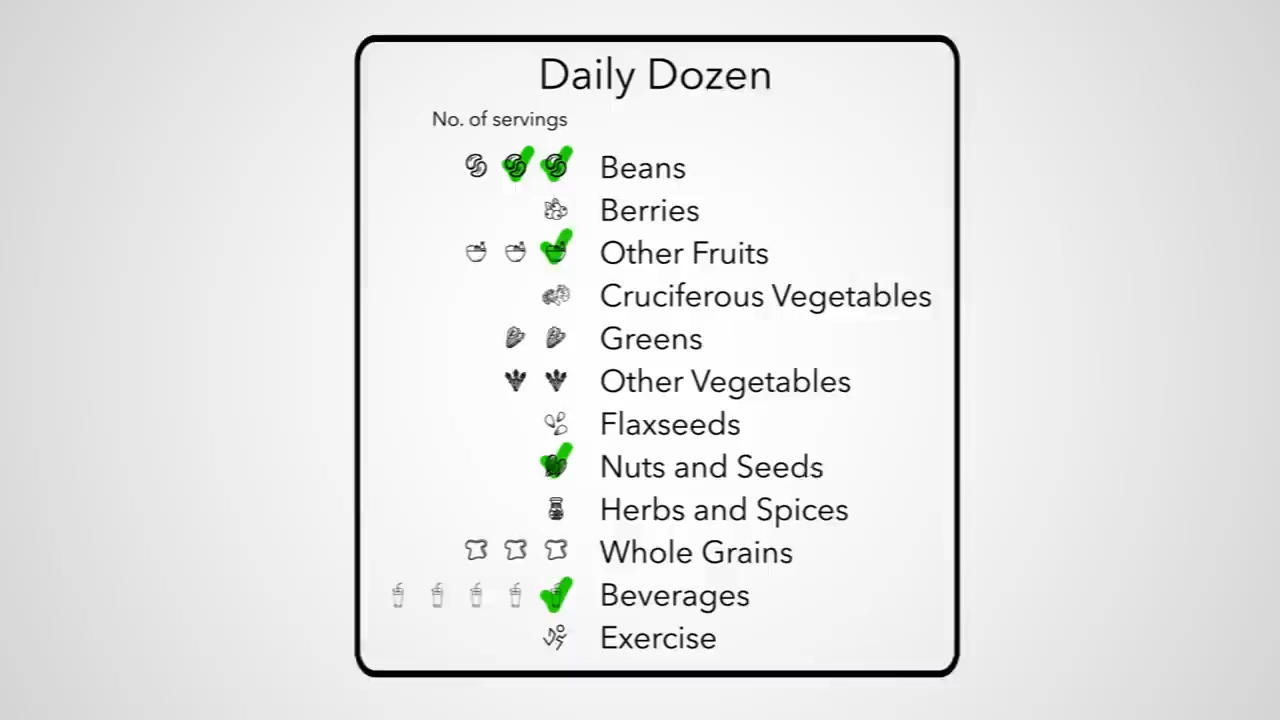 Daily Dozen
No. of servings
Beans
Berries
Other Fruits
Cruciferous Vegetables
Greens
Other Vegetables
Flaxseeds
Nuts and Seeds
Herbs and Spices
Whole Grains
Beverages
Exercise